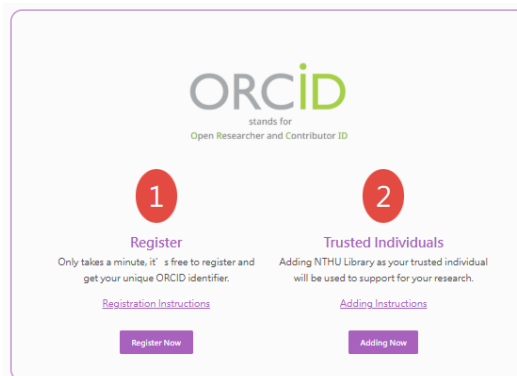 ORCiD
stands for
Open Researcher and Contributor ID
1
Register
Only takes a minute, it' s free to register and
get your unique ORCID identifier.
Registration Instructions
Register Now
2
Trusted Individuals
Adding NTHU Library as your trusted individual
will be used to support for your research.
Adding Instructions
Adding Now